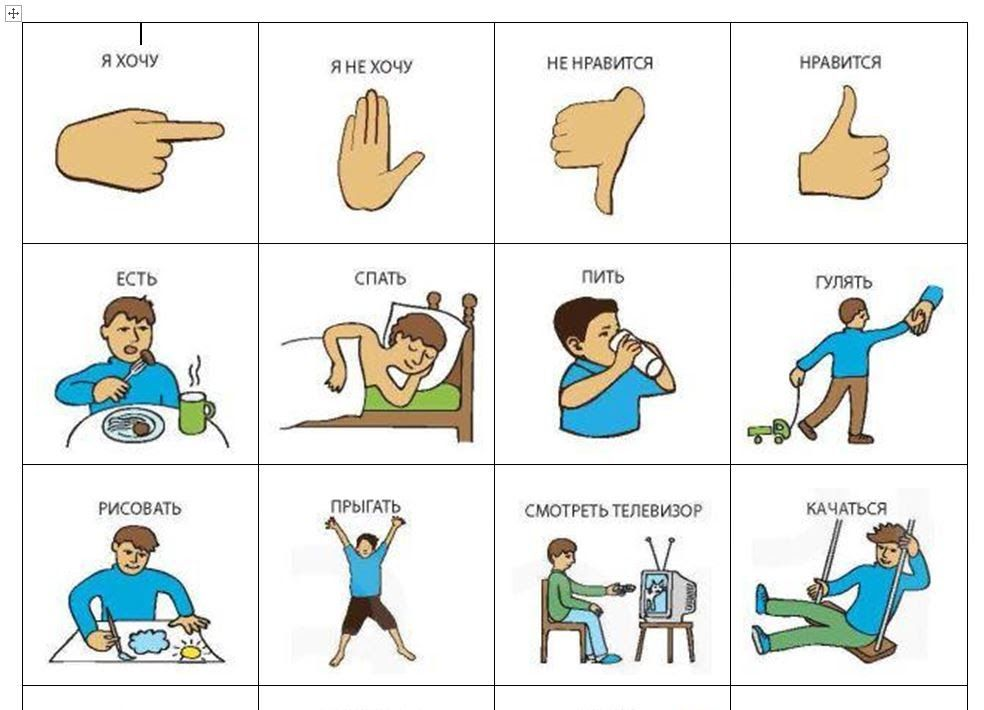 Я ХОЧУ
Я НЕ ХОЧУ
НЕ НРАВИТСЯ
НРАВИТСЯ
ЕСТЬ
СПАТЬ
ПИТЬ
ГУЛЯТЬ
РИСОВАТЬ
ПРЫГАТЬ
СМОТРЕТЬ ТЕЛЕВИЗОР
КАЧАТЬСЯ